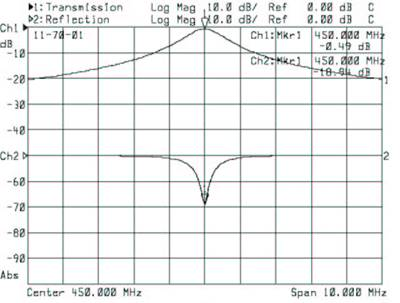 ▶1:Transmission Log Mag 10.0 dB/ Ref 0.00 dB C
▷2:Reflection Log Mag 10.0 dB/ Ref 0.00 dB C
Ch1
dB
11-70-01
Ch1:Mkr1 450.000 MHz
-0.49 dB
Ch2:Mkr1 450.000 MHz
-18.94 dB
-10
-20
1
-30
-40
Ch2
2
-60
-70
-80
-90
Abs
Center 450.000 MHz Span 10.000 MHz